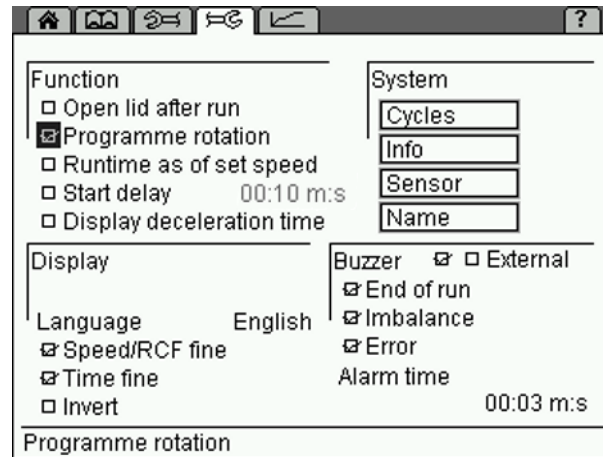 ?
Function
Open lid after run
Programme rotation
Runtime as of set speed
Start delay 00:10 m:s
Display deceleration time
System
Cycles
Info
Sensor
Name
Display
Language English
Speed/RCF fine
Time fine
Invert
Buzzer External
End of run
Imbalance
Error
Alarm time
00:03 m:s
Programme rotation